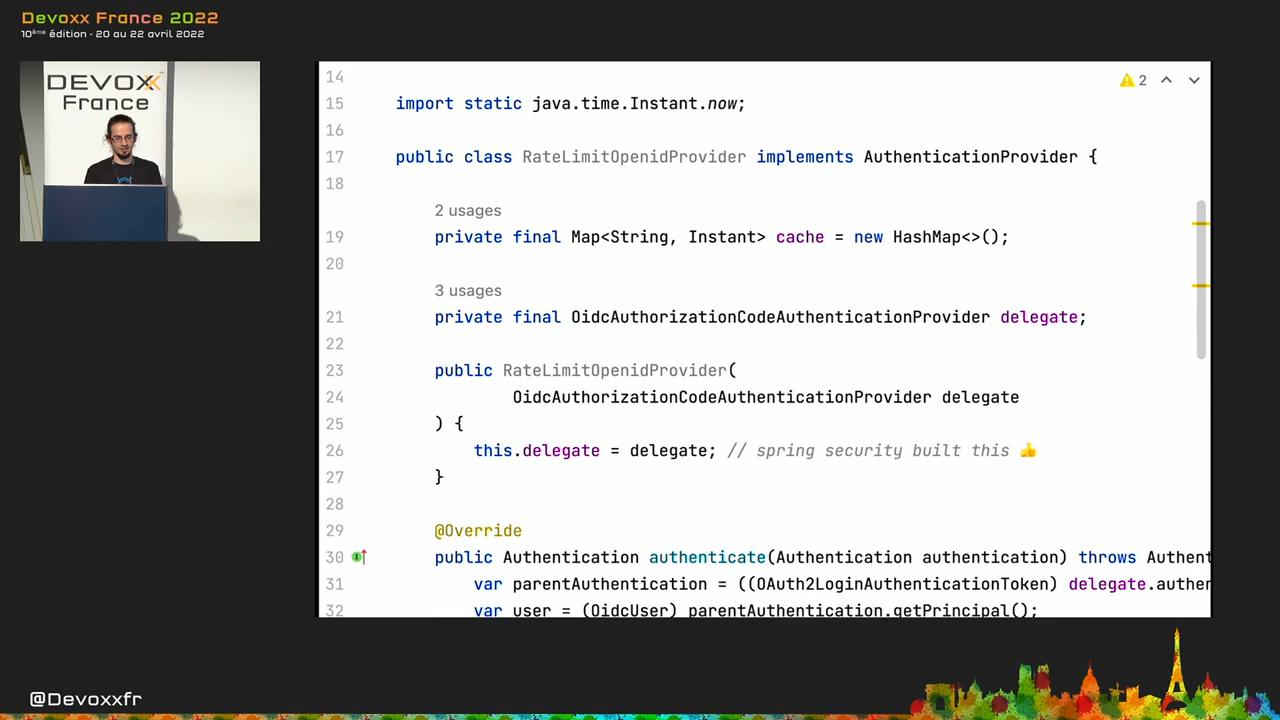 Devoxx France 2022
10ème édition - 20 au 22 avril 2022
DEVOXX
France
2
14
15 import static java.time.Instant.now;
16
17 public class RateLimitOpenidProvider implements AuthenticationProvider {
18
2 usages
19 private final Map<String, Instant> cache = new HashMap<>();
20
3 usages
21 private final OidcAuthorizationCodeAuthenticationProvider delegate;
22
23 public RateLimitOpenidProvider(
24 OidcAuthorizationCodeAuthenticationProvider delegate
25 ) {
26 this.delegate = delegate; // spring security built this 👍
27 }
28
29 @Override
30 public Authentication authenticate(Authentication authentication) throws Authent
31 var parentAuthentication = ((OAuth2LoginAuthenticationToken) delegate.authen
32 var user = (OidcUser) parentAuthentication.getPrincipal();
@Devoxxfr